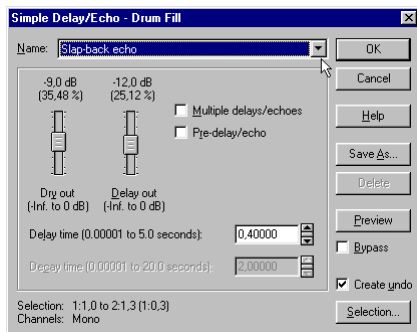 Simple Delay/Echo - Drum Fill
Name: Slap-back echo
OK
Cancel
Help
Save As...
Delete
Preview
Bypass
Create undo
Selection...
-9,0 dB -12,0 dB
(35,48 %) (25,12 %)
Multiple delays/echoes
Pre-delay/echo
Dry out Delay out
(-Inf. to 0 dB) (-Inf. to 0 dB)
Delay time (0.00001 to 5.0 seconds): 0,40000
Decay time (0.00001 to 20.0 seconds): 2,00000
Selection: 1:1,0 to 2:1,3 (1:0,3)
Channels: Mono